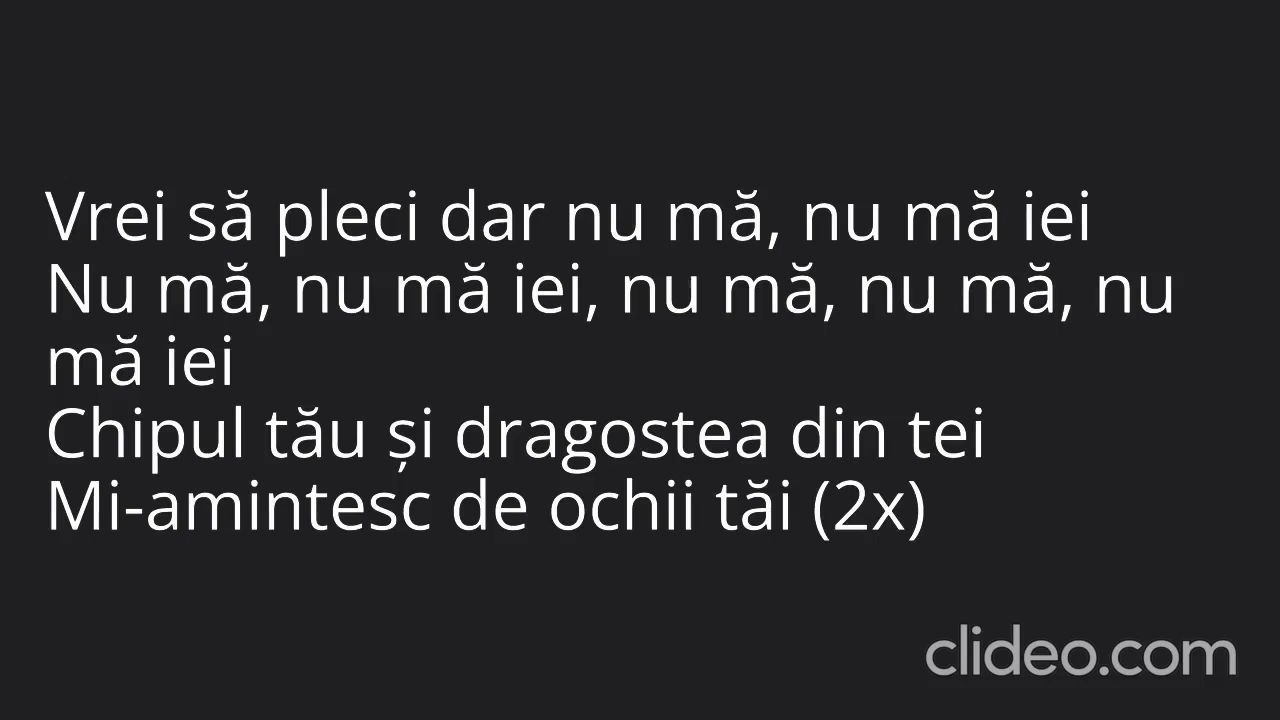 Vrei să pleci dar nu mă, nu mă iei
Nu mă, nu mă iei, nu mă, nu mă, nu
mă iei
Chipul tău și dragostea din tei
Mi-amintesc de ochii tăi (2x)
clideo.com